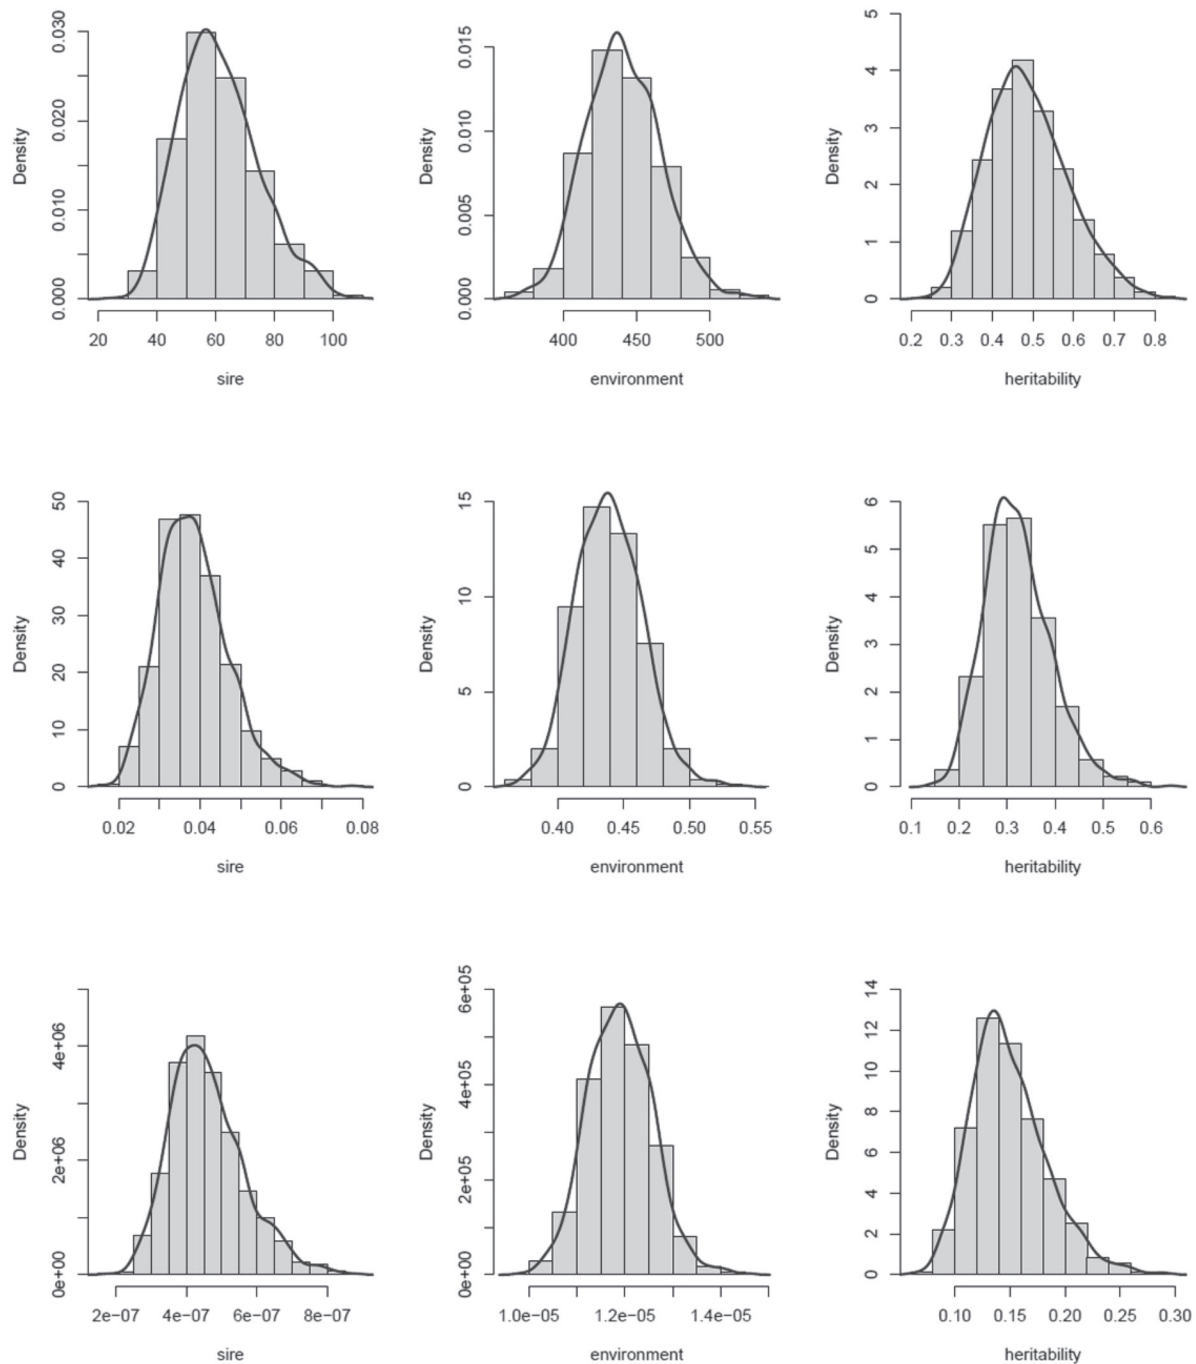 0.000 0.010 0.020 0.030
Density
20 40 60 80 100
sire
0.000 0.005 0.010 0.015
Density
400 450 500
environment
0 1 2 3 4 5
Density
0.2 0.3 0.4 0.5 0.6 0.7 0.8
heritability
0 10 20 30 40 50
Density
0.02 0.04 0.06 0.08
sire
0 5 10 15
Density
0.40 0.45 0.50 0.55
environment
0 1 2 3 4 5 6
Density
0.1 0.2 0.3 0.4 0.5 0.6
heritability
0e+00 2e+06 4e+06
Density
2e−07 4e−07 6e−07 8e−07
sire
0e+00 2e+05 4e+05 6e+05
Density
1.0e−05 1.2e−05 1.4e−05
environment
0 2 4 6 8 10 12 14
Density
0.10 0.15 0.20 0.25 0.30
heritability